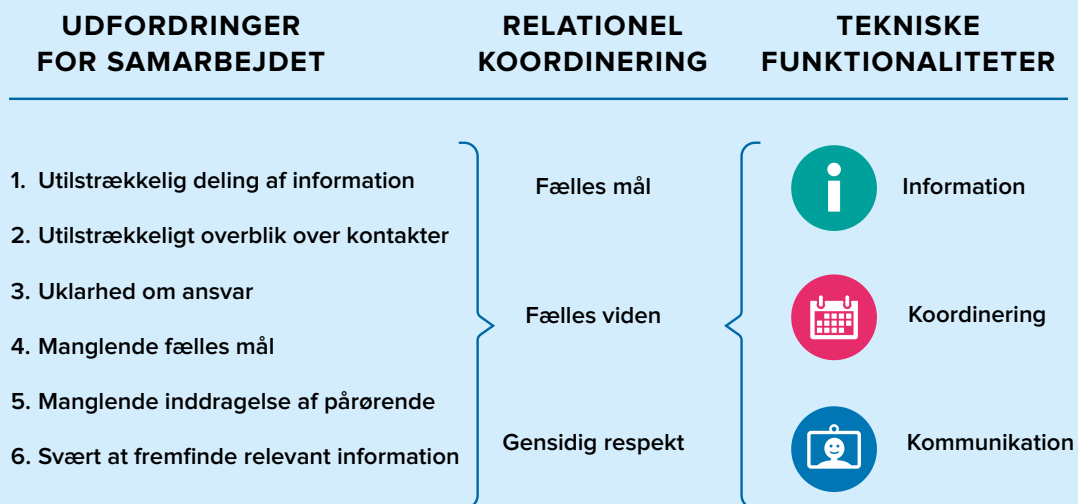 UDFORDRINGER
FOR SAMARBEJDET
RELATIONEL
KOORDINERING
TEKNISKE
FUNKTIONALITETER
1. Utilstrækkelig deling af information
2. Utilstrækkeligt overblik over kontakter
3. Uklarhed om ansvar
4. Manglende fælles mål
5. Manglende inddragelse af pårørende
6. Svært at fremfinde relevant information
Fælles mål
Fælles viden
Gensidig respekt
Information
Koordinering
Kommunikation